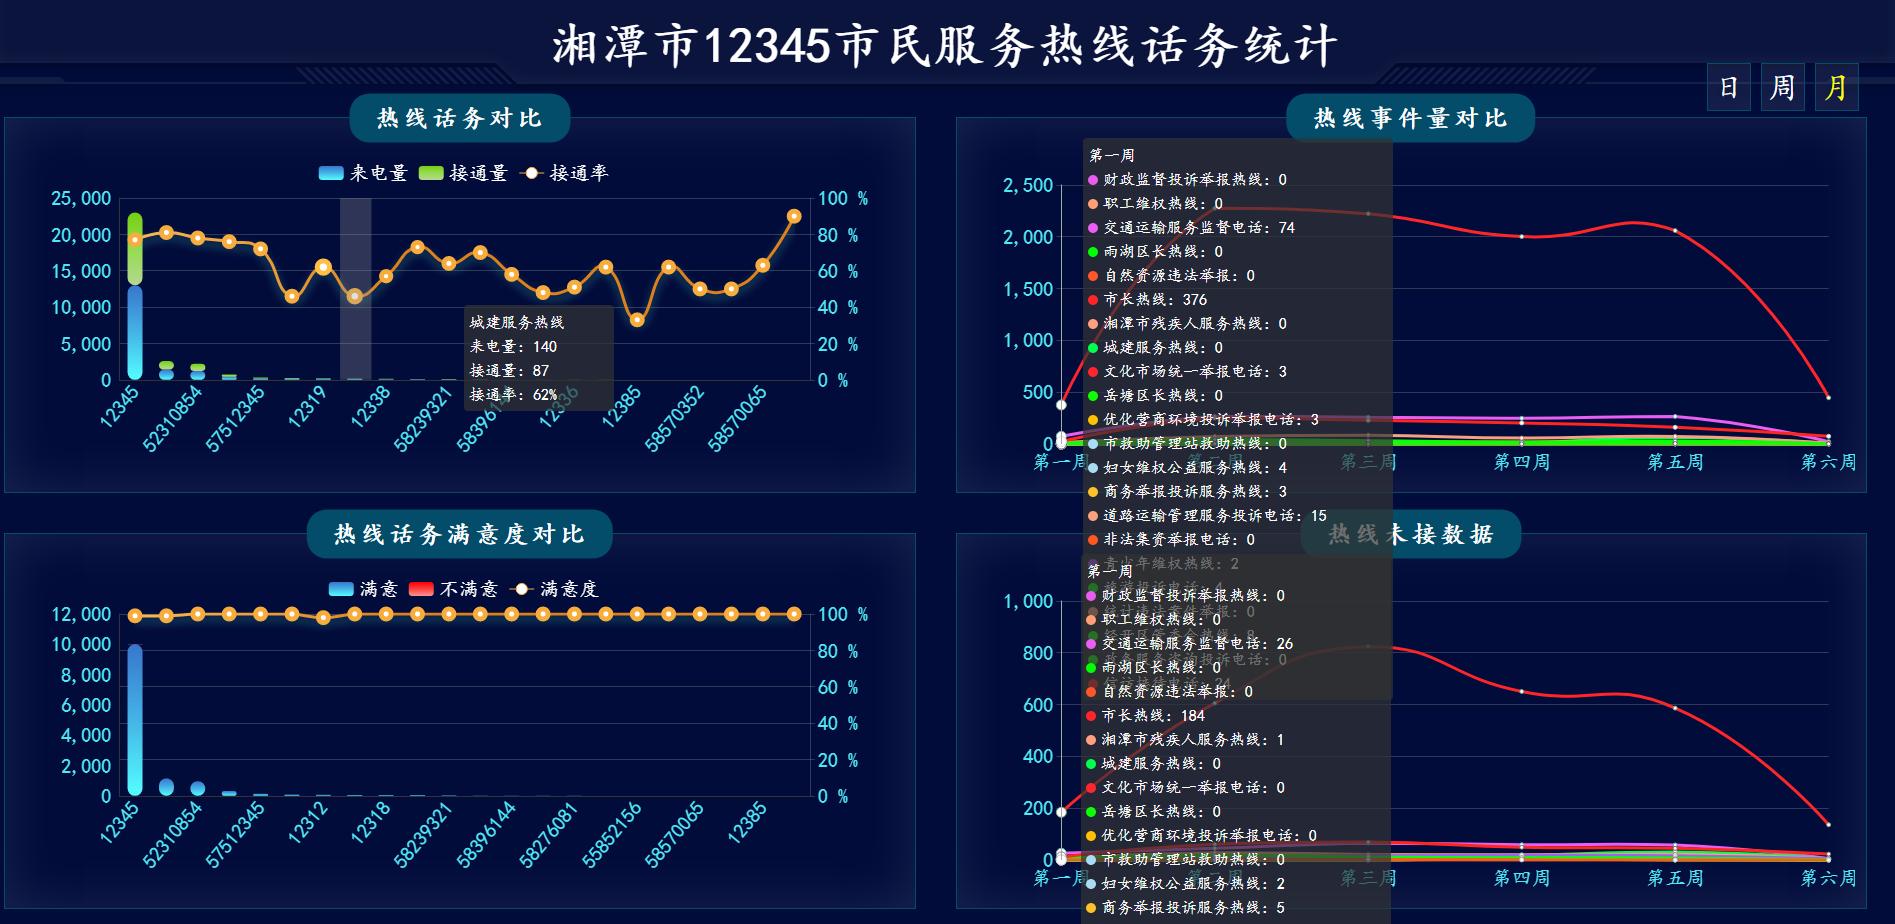 湘潭市12345市民服务热线话务统计
日 周 月
热线话务对比
来电量 接通量 接通率
25,000
20,000
15,000
10,000
5,000
0
100 %
80 %
60 %
40 %
20 %
0 %
城建服务热线
来电量：140
接通量：87
接通率：62%
12345
52310854
57512345
12319
12338
58239321
12336
12385
58570352
58570065
热线事件量对比
2,500
2,000
1,500
1,000
500
0
第一周
财政监督投诉举报热线：0
职工维权热线：0
交通运输服务监督电话：74
雨湖区长热线：0
自然资源违法举报：0
市长热线：376
湘潭市残疾人服务热线：0
城建服务热线：0
文化市场统一举报电话：3
岳塘区长热线：0
优化营商环境投诉举报电话：3
市救助管理站救助热线：0
妇女维权公益服务热线：4
商务举报投诉服务热线：3
道路运输管理服务投诉电话：15
非法集资举报电话：0
青少年维权热线：2
第一周 第二周 第三周 第四周 第五周 第六周
热线话务满意度对比
满意 不满意 满意度
12,000
10,000
8,000
6,000
4,000
2,000
0
100 %
80 %
60 %
40 %
20 %
0 %
12345
52310854
57512345
12312
12318
58239321
58396144
58276081
55852156
58570065
12385
热线未接数据
1,000
800
600
400
200
0
第一周
财政监督投诉举报热线：0
职工维权热线：0
交通运输服务监督电话：26
雨湖区长热线：0
自然资源违法举报：0
市长热线：184
湘潭市残疾人服务热线：1
城建服务热线：0
文化市场统一举报电话：0
岳塘区长热线：0
优化营商环境投诉举报电话：0
市救助管理站救助热线：0
妇女维权公益服务热线：2
商务举报投诉服务热线：5
第一周 第二周 第三周 第四周 第五周 第六周